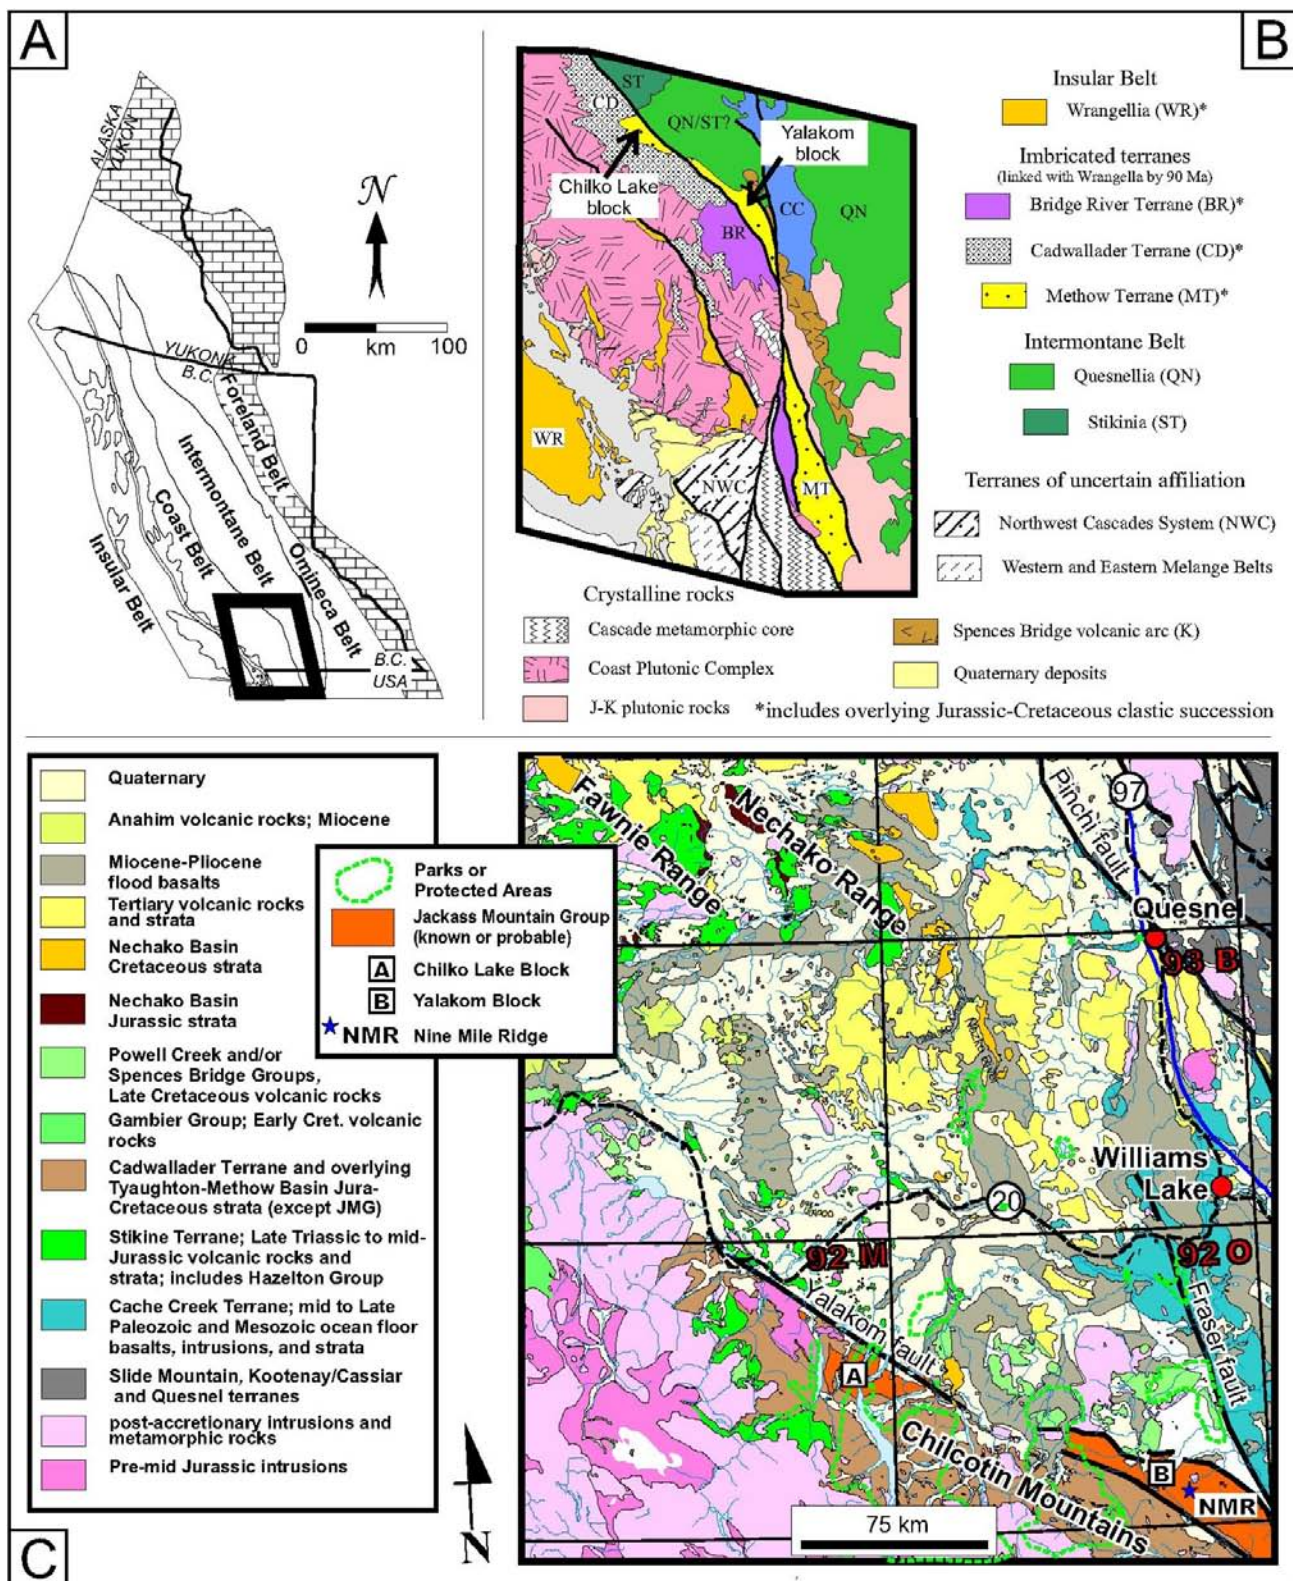 A
ALASKA
YUKON
N
0 km 100
YUKON
B.C.
Foreland Belt
Intermontane Belt
Coast Belt
Insular Belt
Omineca Belt
B.C.
USA
B
ST
CD
QN/ST?
Yalakom
block
Chilko Lake
block
CC
QN
BR
WR
NWC
MT
Insular Belt
Wrangellia (WR)*
Imbricated terranes
(linked with Wrangella by 90 Ma)
Bridge River Terrane (BR)*
Cadwallader Terrane (CD)*
Methow Terrane (MT)*
Intermontane Belt
Quesnellia (QN)
Stikinia (ST)
Terranes of uncertain affiliation
Northwest Cascades System (NWC)
Western and Eastern Melange Belts
Crystalline rocks
Cascade metamorphic core
Coast Plutonic Complex
J-K plutonic rocks
Spences Bridge volcanic arc (K)
Quaternary deposits
*includes overlying Jurassic-Cretaceous clastic succession
Quaternary
Anahim volcanic rocks; Miocene
Miocene-Pliocene
flood basalts
Tertiary volcanic rocks
and strata
Nechako Basin
Cretaceous strata
Nechako Basin
Jurassic strata
Powell Creek and/or
Spences Bridge Groups,
Late Cretaceous volcanic rocks
Gambier Group; Early Cret. volcanic
rocks
Cadwallader Terrane and overlying
Tyaughton-Methow Basin Jura-
Cretaceous strata (except JMG)
Stikine Terrane; Late Triassic to mid-
Jurassic volcanic rocks and
strata; includes Hazelton Group
Cache Creek Terrane; mid to Late
Paleozoic and Mesozoic ocean floor
basalts, intrusions, and strata
Slide Mountain, Kootenay/Cassiar
and Quesnel terranes
post-accretionary intrusions and
metamorphic rocks
Pre-mid Jurassic intrusions
Parks or
Protected Areas
Jackass Mountain Group
(known or probable)
A Chilko Lake Block
B Yalakom Block
NMR Nine Mile Ridge
Fawnie Range
Nechako Range
Pinchi fault
97
Quesnel
93 B
Williams
Lake
20
92 M
92 O
Yalakom fault
Fraser fault
A
Chilcotin Mountains
B
NMR
75 km
N
C